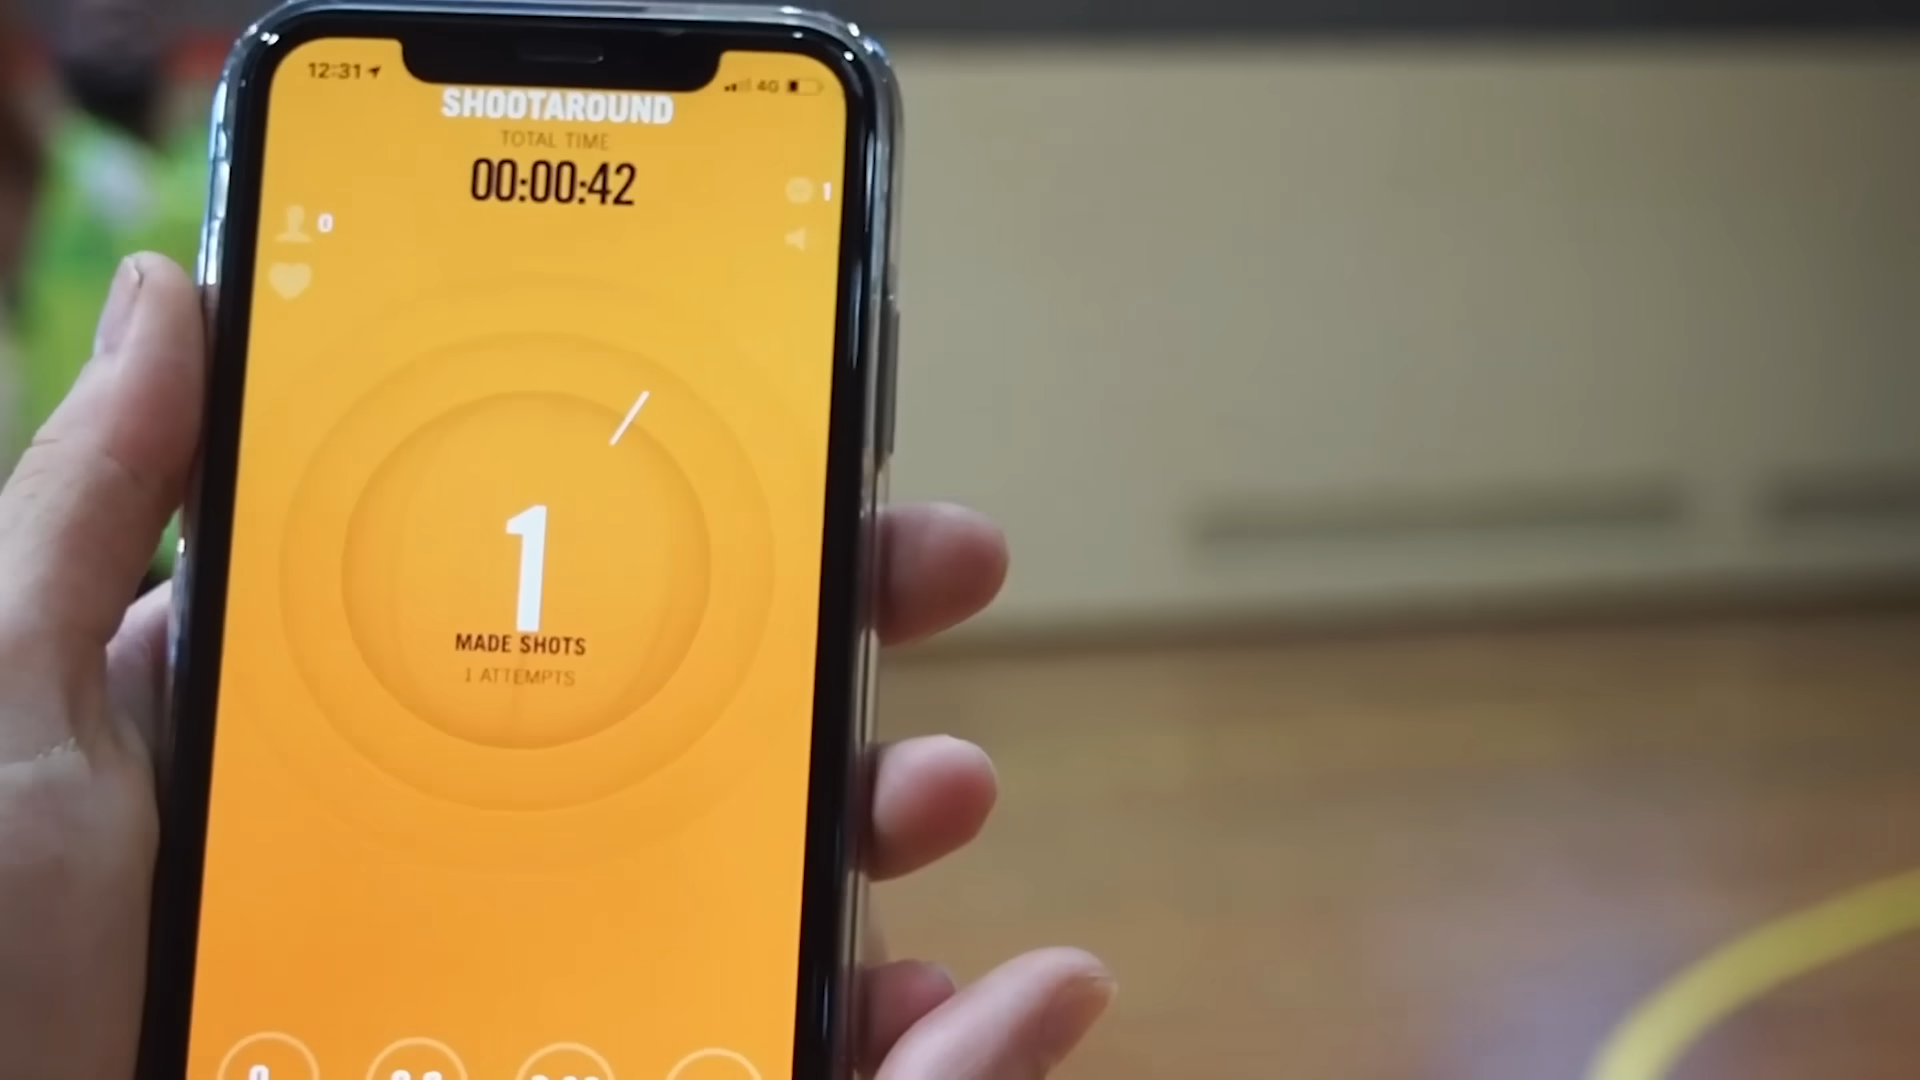 12:31
4G
SHOOTAROUND
TOTAL TIME
00:00:42
1
0
1
MADE SHOTS
1 ATTEMPTS